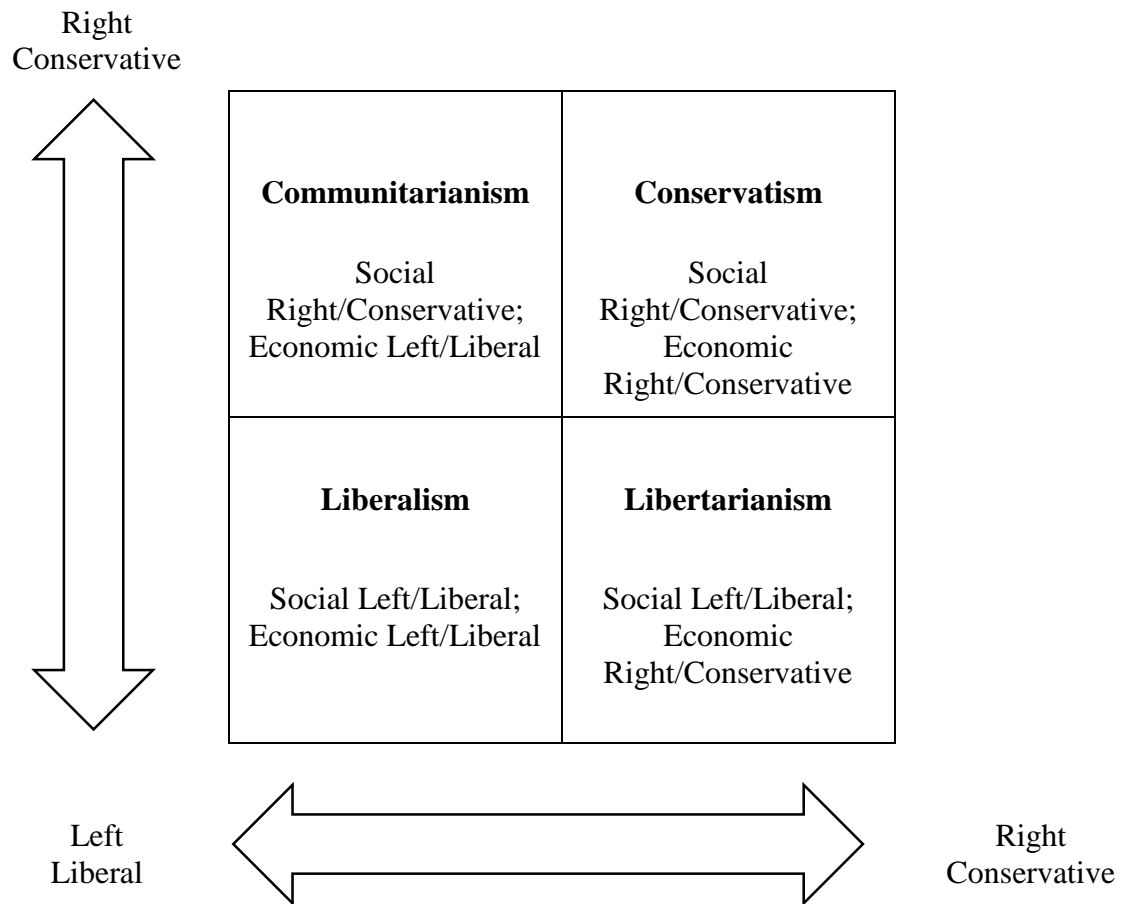 Right
Conservative
Communitarianism
Social
Right/Conservative;
Economic Left/Liberal
Conservatism
Social
Right/Conservative;
Economic
Right/Conservative
Liberalism
Social Left/Liberal;
Economic Left/Liberal
Libertarianism
Social Left/Liberal;
Economic
Right/Conservative
Left
Liberal
Right
Conservative